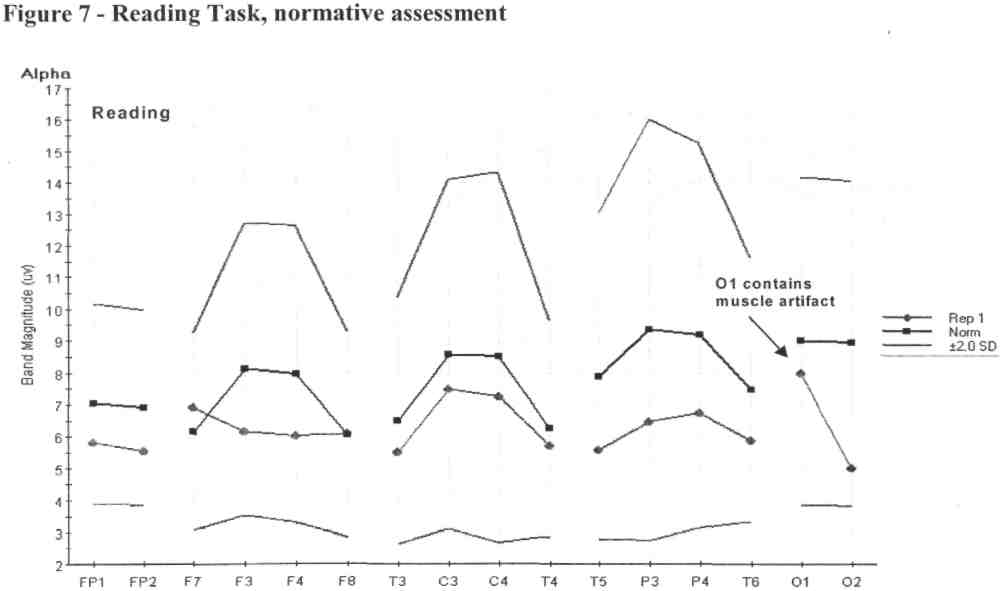 Figure 7 - Reading Task, normative assessment
Alpha
17
16
15
14
13
12
11
10
9
8
7
6
5
4
3
2
Band Magnitude (uv)
Reading
O1 contains
muscle artifact
Rep 1
Norm
±2.0 SD
FP1 FP2 F7 F3 F4 F8 T3 C3 C4 T4 T5 P3 P4 T6 O1 O2